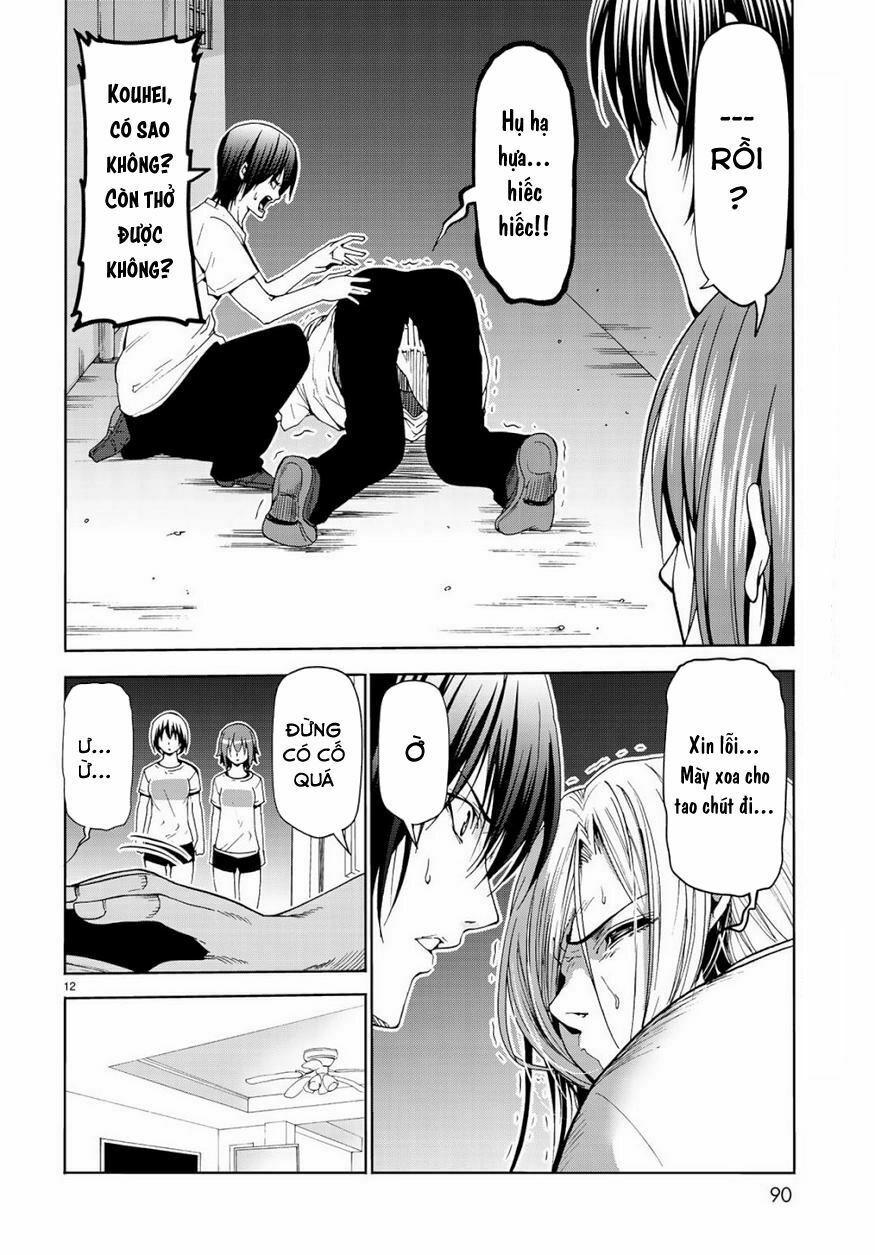 ---
RỒI
?
Hụ hạ
hựa...
hiếc
hiếc!!
KOUHEI,
CÓ SAO
KHÔNG?
CÒN THỞ
ĐƯỢC
KHÔNG?
Xin lỗi...
Mày xoa cho
tao chút đi...
Ờ
ĐỪNG
CÓ CỐ
QUÁ
Ư...
Ừ...
12
90